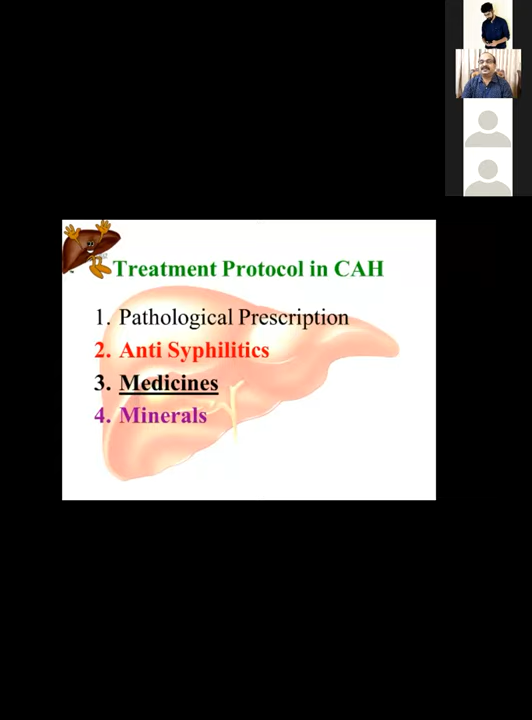 Treatment Protocol in CAH
1. Pathological Prescription
2. Anti Syphilitics
3. Medicines
4. Minerals